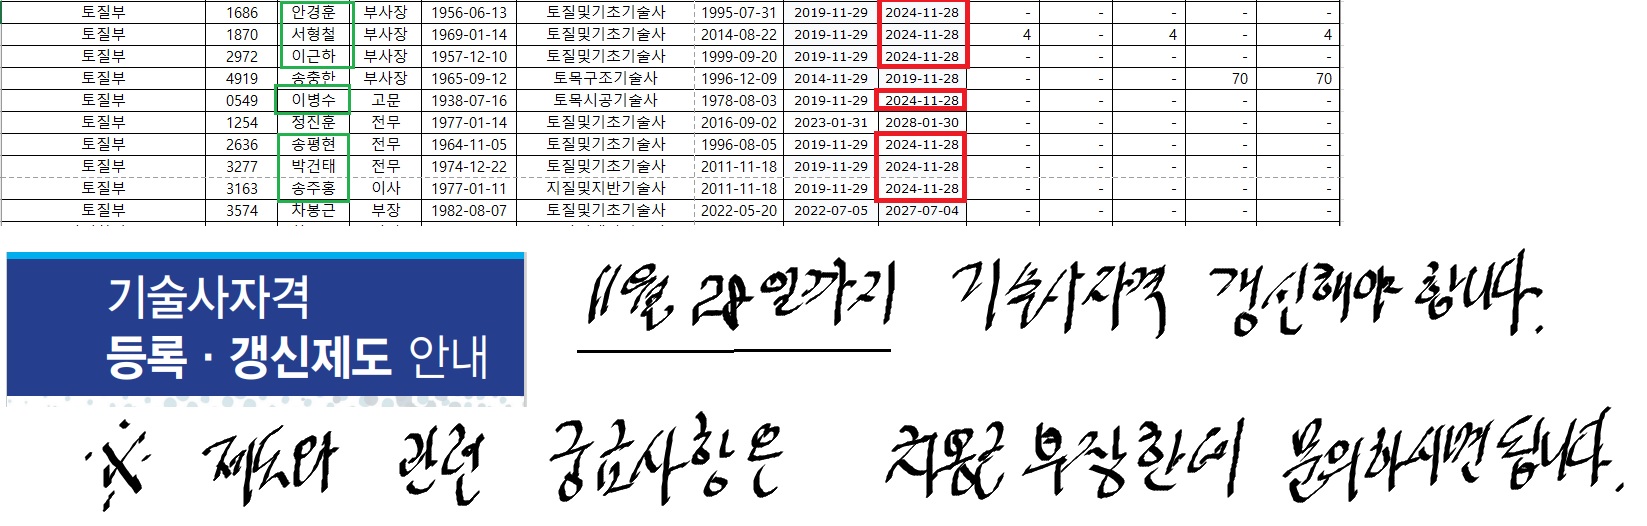 토질부 1686 안경훈 부사장 1956-06-13 토질및기초기술사 1995-07-31 2019-11-29 2024-11-28 - - - - -
토질부 1870 서형철 부사장 1969-01-14 토질및기초기술사 2014-08-22 2019-11-29 2024-11-28 4 - 4 - 4
토질부 2972 이근하 부사장 1957-12-10 토질및기초기술사 1999-09-20 2019-11-29 2024-11-28 - - - - -
토질부 4919 송충한 부사장 1965-09-12 토목구조기술사 1996-12-09 2014-11-29 2019-11-28 - - - 70 70
토질부 0549 이병수 고문 1938-07-16 토목시공기술사 1978-08-03 2019-11-29 2024-11-28 - - - - -
토질부 1254 정진훈 전무 1977-01-14 토질및기초기술사 2016-09-02 2023-01-31 2028-01-30 - - - - -
토질부 2636 송평현 전무 1964-11-05 토질및기초기술사 1996-08-05 2019-11-29 2024-11-28 - - - - -
토질부 3277 박건태 전무 1974-12-22 토질및기초기술사 2011-11-18 2019-11-29 2024-11-28 - - - - -
토질부 3163 송주홍 이사 1977-01-11 지질및지반기술사 2011-11-18 2019-11-29 2024-11-28 - - - - -
토질부 3574 차봉근 부장 1982-08-07 토질및기초기술사 2022-05-20 2022-07-05 2027-07-04 - - - - -
기술사자격
등록 · 갱신제도 안내
11월 28일까지 기술사자격 갱신해야 합니다.
※ 제도와 관련 궁금사항은 차봉근 부장한테 문의하시면 됩니다.